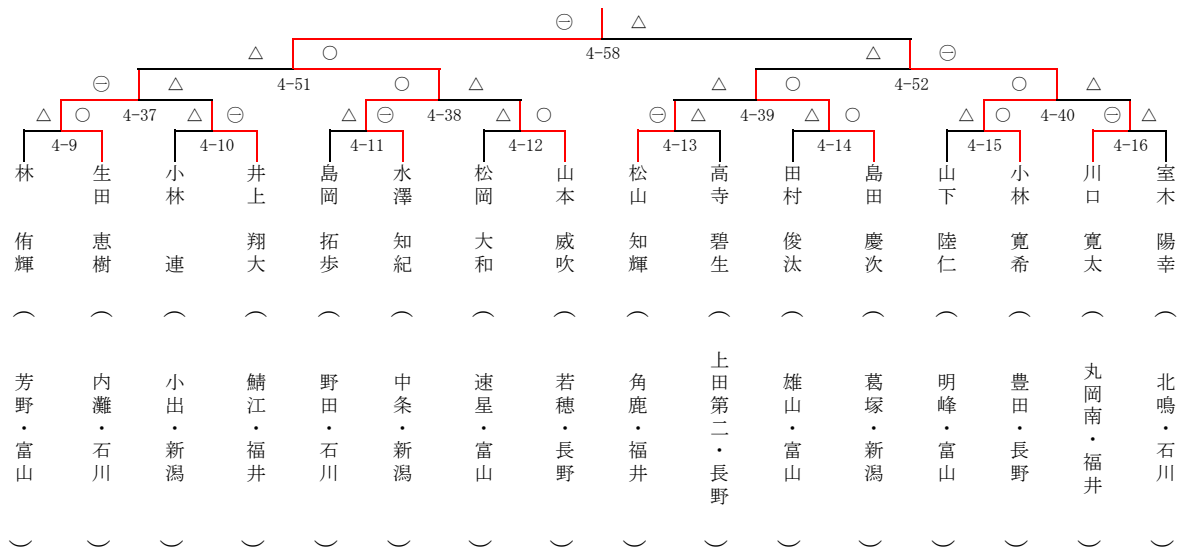 ㊀ △
4-58
△ ○ △ ㊀
4-51 4-52
㊀ △ ○ △ △ ○ ○ △
4-37 4-38 4-39 4-40
△ ○ △ ㊀ △ ㊀ △ ○ ㊀ △ △ ○ △ ○ ㊀ △
4-9 4-10 4-11 4-12 4-13 4-14 4-15 4-16
林 侑輝 (芳野・富山)
生田 恵樹 (内灘・石川)
小林 連 (小出・新潟)
井上 翔大 (鯖江・福井)
島岡 拓歩 (野田・石川)
水澤 知紀 (中条・新潟)
松岡 大和 (速星・富山)
山本 威吹 (若穂・長野)
松山 知輝 (角鹿・福井)
高寺 碧生 (上田第二・長野)
田村 俊汰 (雄山・富山)
島田 慶次 (葛塚・新潟)
山下 陸仁 (明峰・富山)
小林 寛希 (豊田・長野)
川口 寛太 (丸岡南・福井)
室木 陽幸 (北鳴・石川)